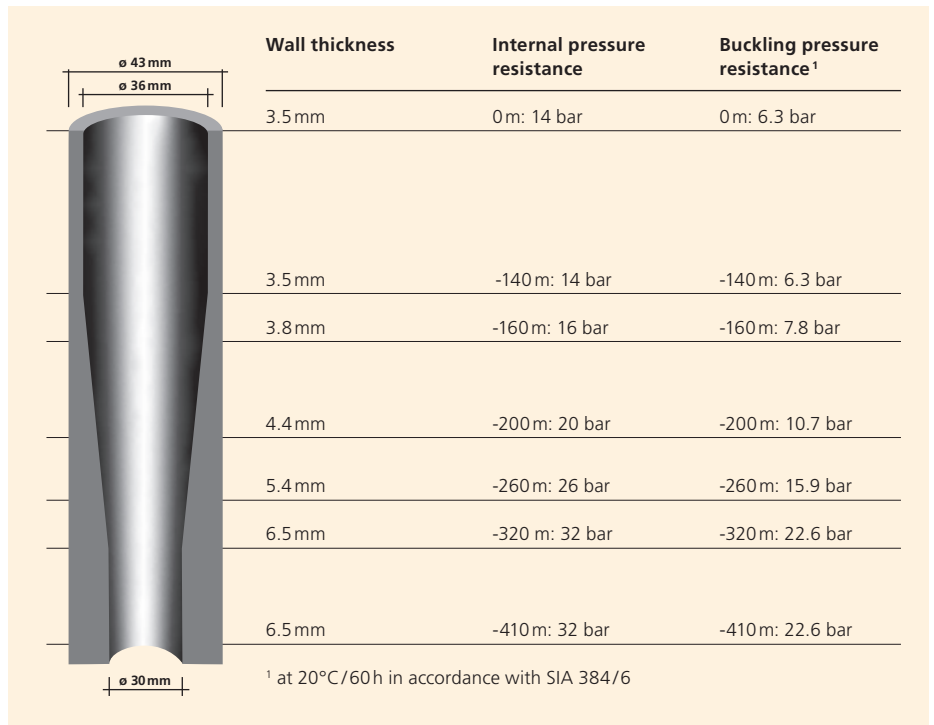 Wall thickness Internal pressure resistance Buckling pressure resistance ¹
ø 43 mm
ø 36 mm
3.5 mm 0 m: 14 bar 0 m: 6.3 bar
3.5 mm -140 m: 14 bar -140 m: 6.3 bar
3.8 mm -160 m: 16 bar -160 m: 7.8 bar
4.4 mm -200 m: 20 bar -200 m: 10.7 bar
5.4 mm -260 m: 26 bar -260 m: 15.9 bar
6.5 mm -320 m: 32 bar -320 m: 22.6 bar
6.5 mm -410 m: 32 bar -410 m: 22.6 bar
¹ at 20°C/60 h in accordance with SIA 384/6
ø 30 mm